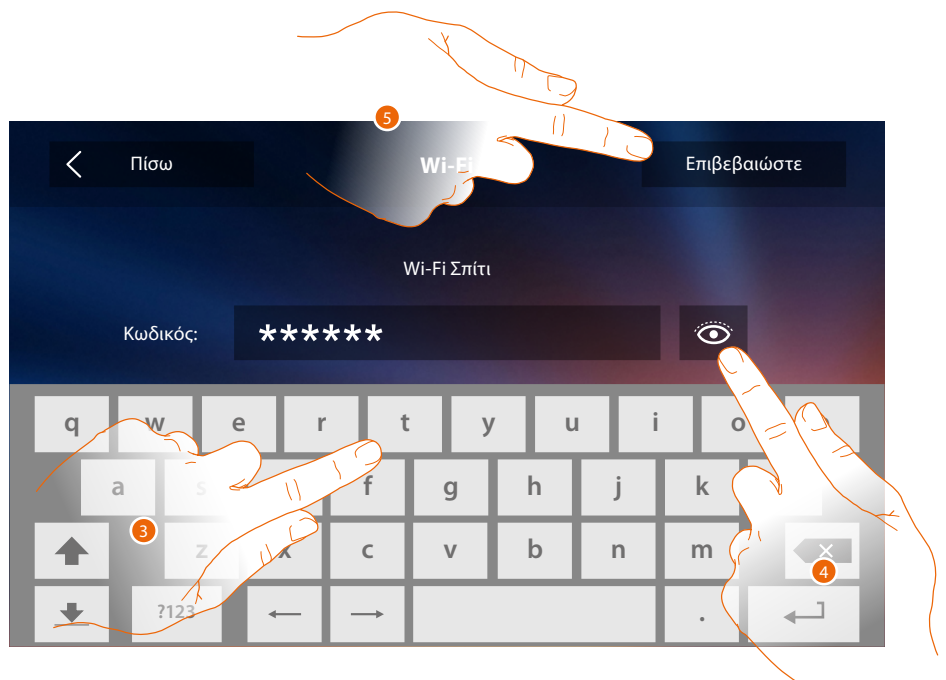 5
Πίσω
Wi-Fi
Επιβεβαιώστε
Wi-Fi Σπίτι
Κωδικός:
******
q w e r t y u i o
a s f g h j k
3
z x c v b n m
4
?123 .